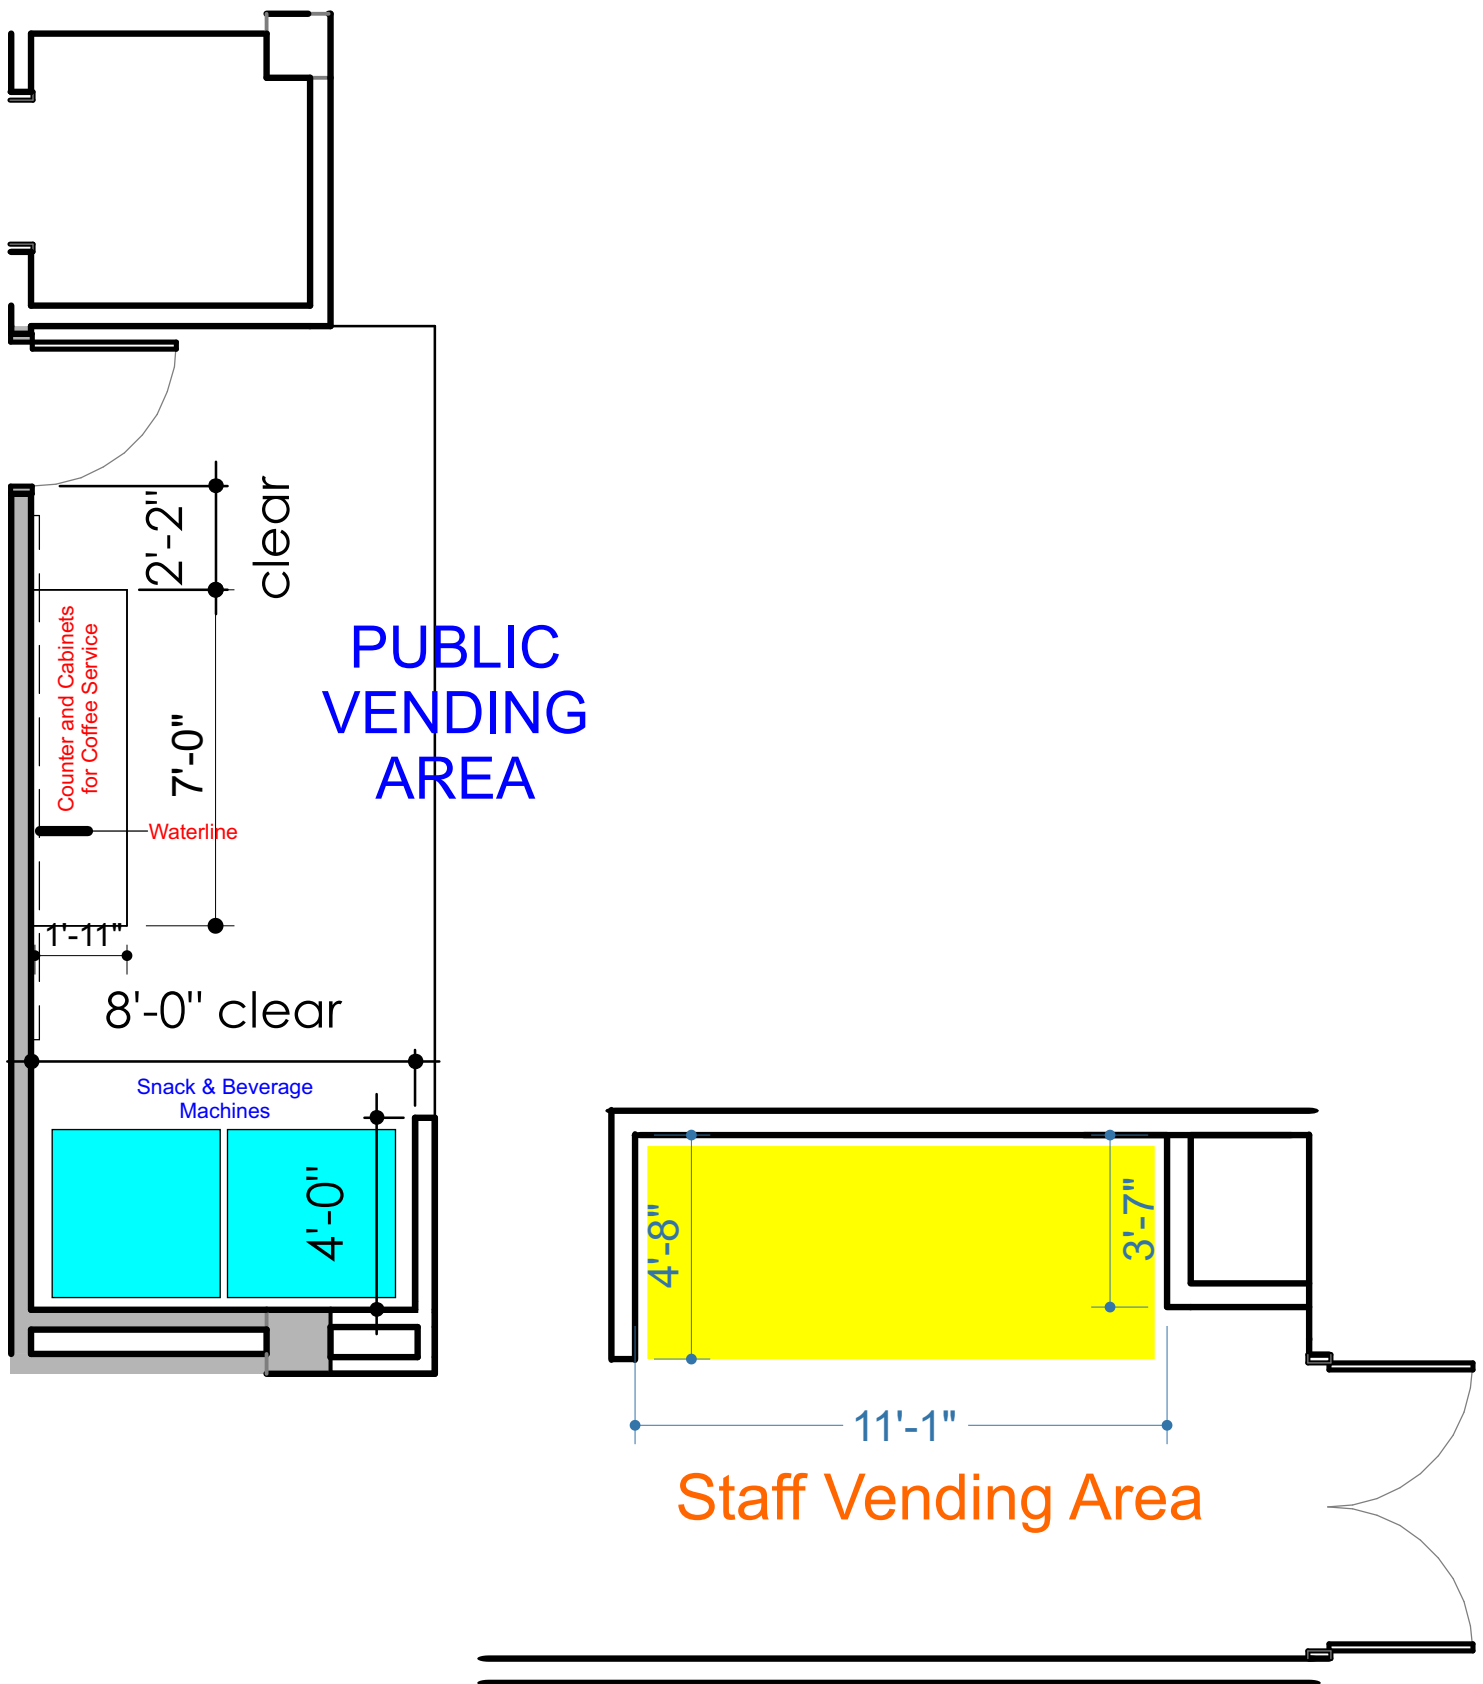 2'-2"
clear
PUBLIC
VENDING
AREA
Counter and Cabinets
for Coffee Service
7'-0"
Waterline
1'-11"
8'-0" clear
Snack & Beverage
Machines
4'-0"
4'-8"
3'-7"
11'-1"
Staff Vending Area